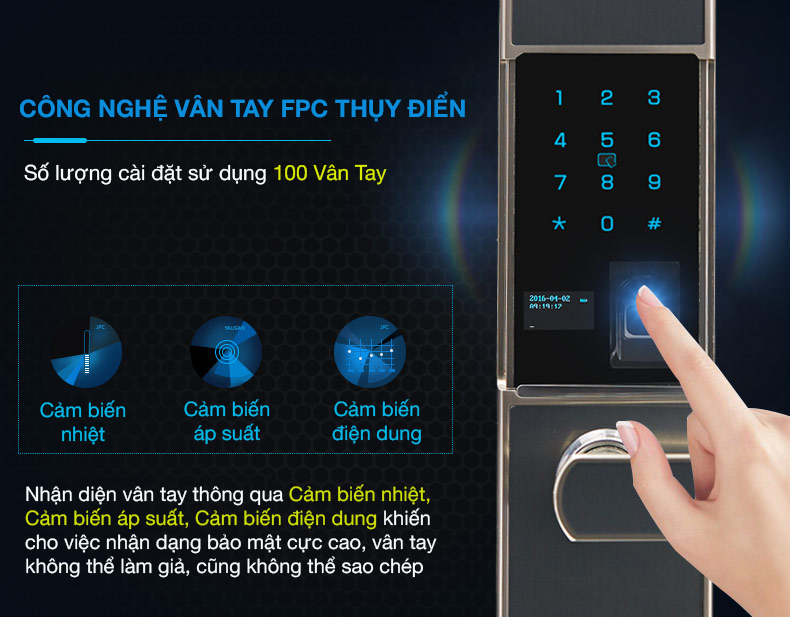 CÔNG NGHỆ VÂN TAY FPC THỤY ĐIỂN
Số lượng cài đặt sử dụng 100 Vân Tay
1 2 3
4 5 6
7 8 9
* 0 #
2016-04-02
09:19:17
JPC
JPC
Cảm biến
nhiệt
Cảm biến
áp suất
Cảm biến
điện dung
Nhận diện vân tay thông qua Cảm biến nhiệt,
Cảm biến áp suất, Cảm biến điện dung khiến
cho việc nhận dạng bảo mật cực cao, vân tay
không thể làm giả, cũng không thể sao chép